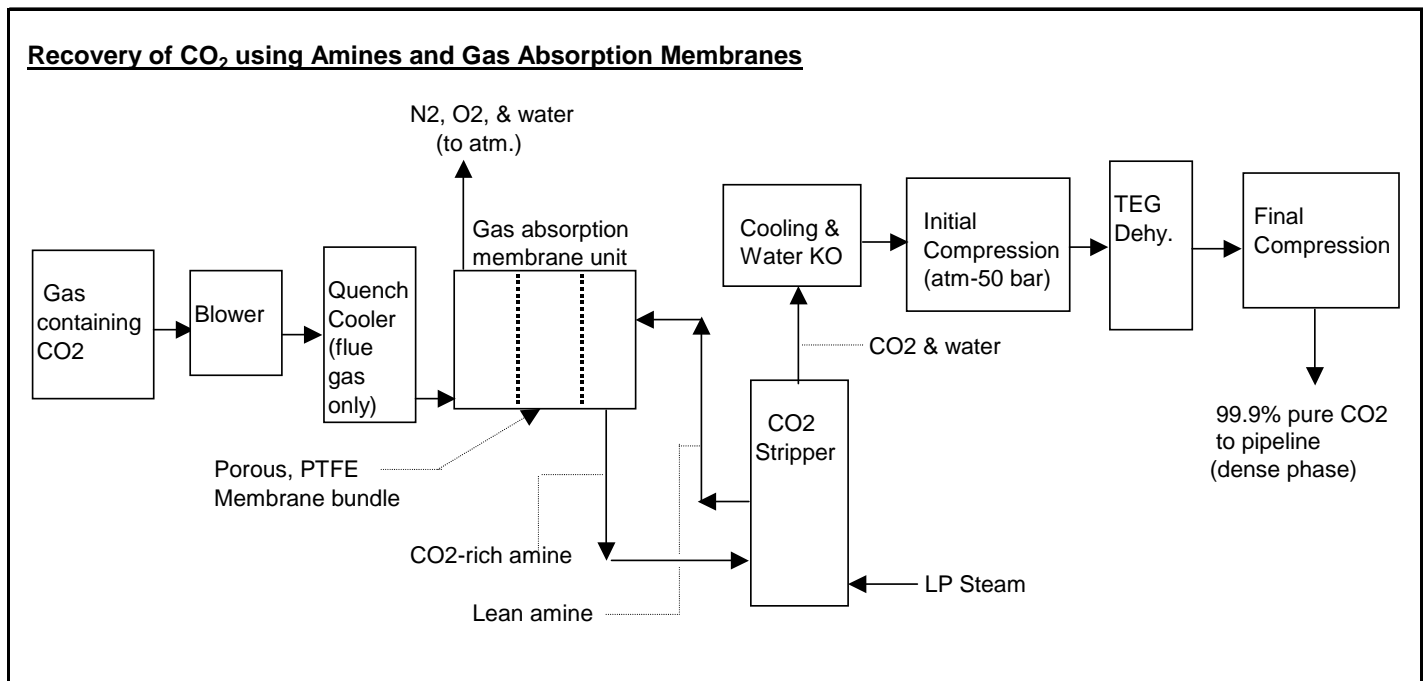 Recovery of CO₂ using Amines and Gas Absorption Membranes
N2, O2, & water
(to atm.)
Gas absorption
membrane unit
Gas
containing
CO2
Blower
Quench
Cooler
(flue
gas
only)
Porous, PTFE
Membrane bundle
CO2-rich amine
Lean amine
CO2
Stripper
LP Steam
CO2 & water
Cooling &
Water KO
Initial
Compression
(atm-50 bar)
TEG
Dehy.
Final
Compression
99.9% pure CO2
to pipeline
(dense phase)